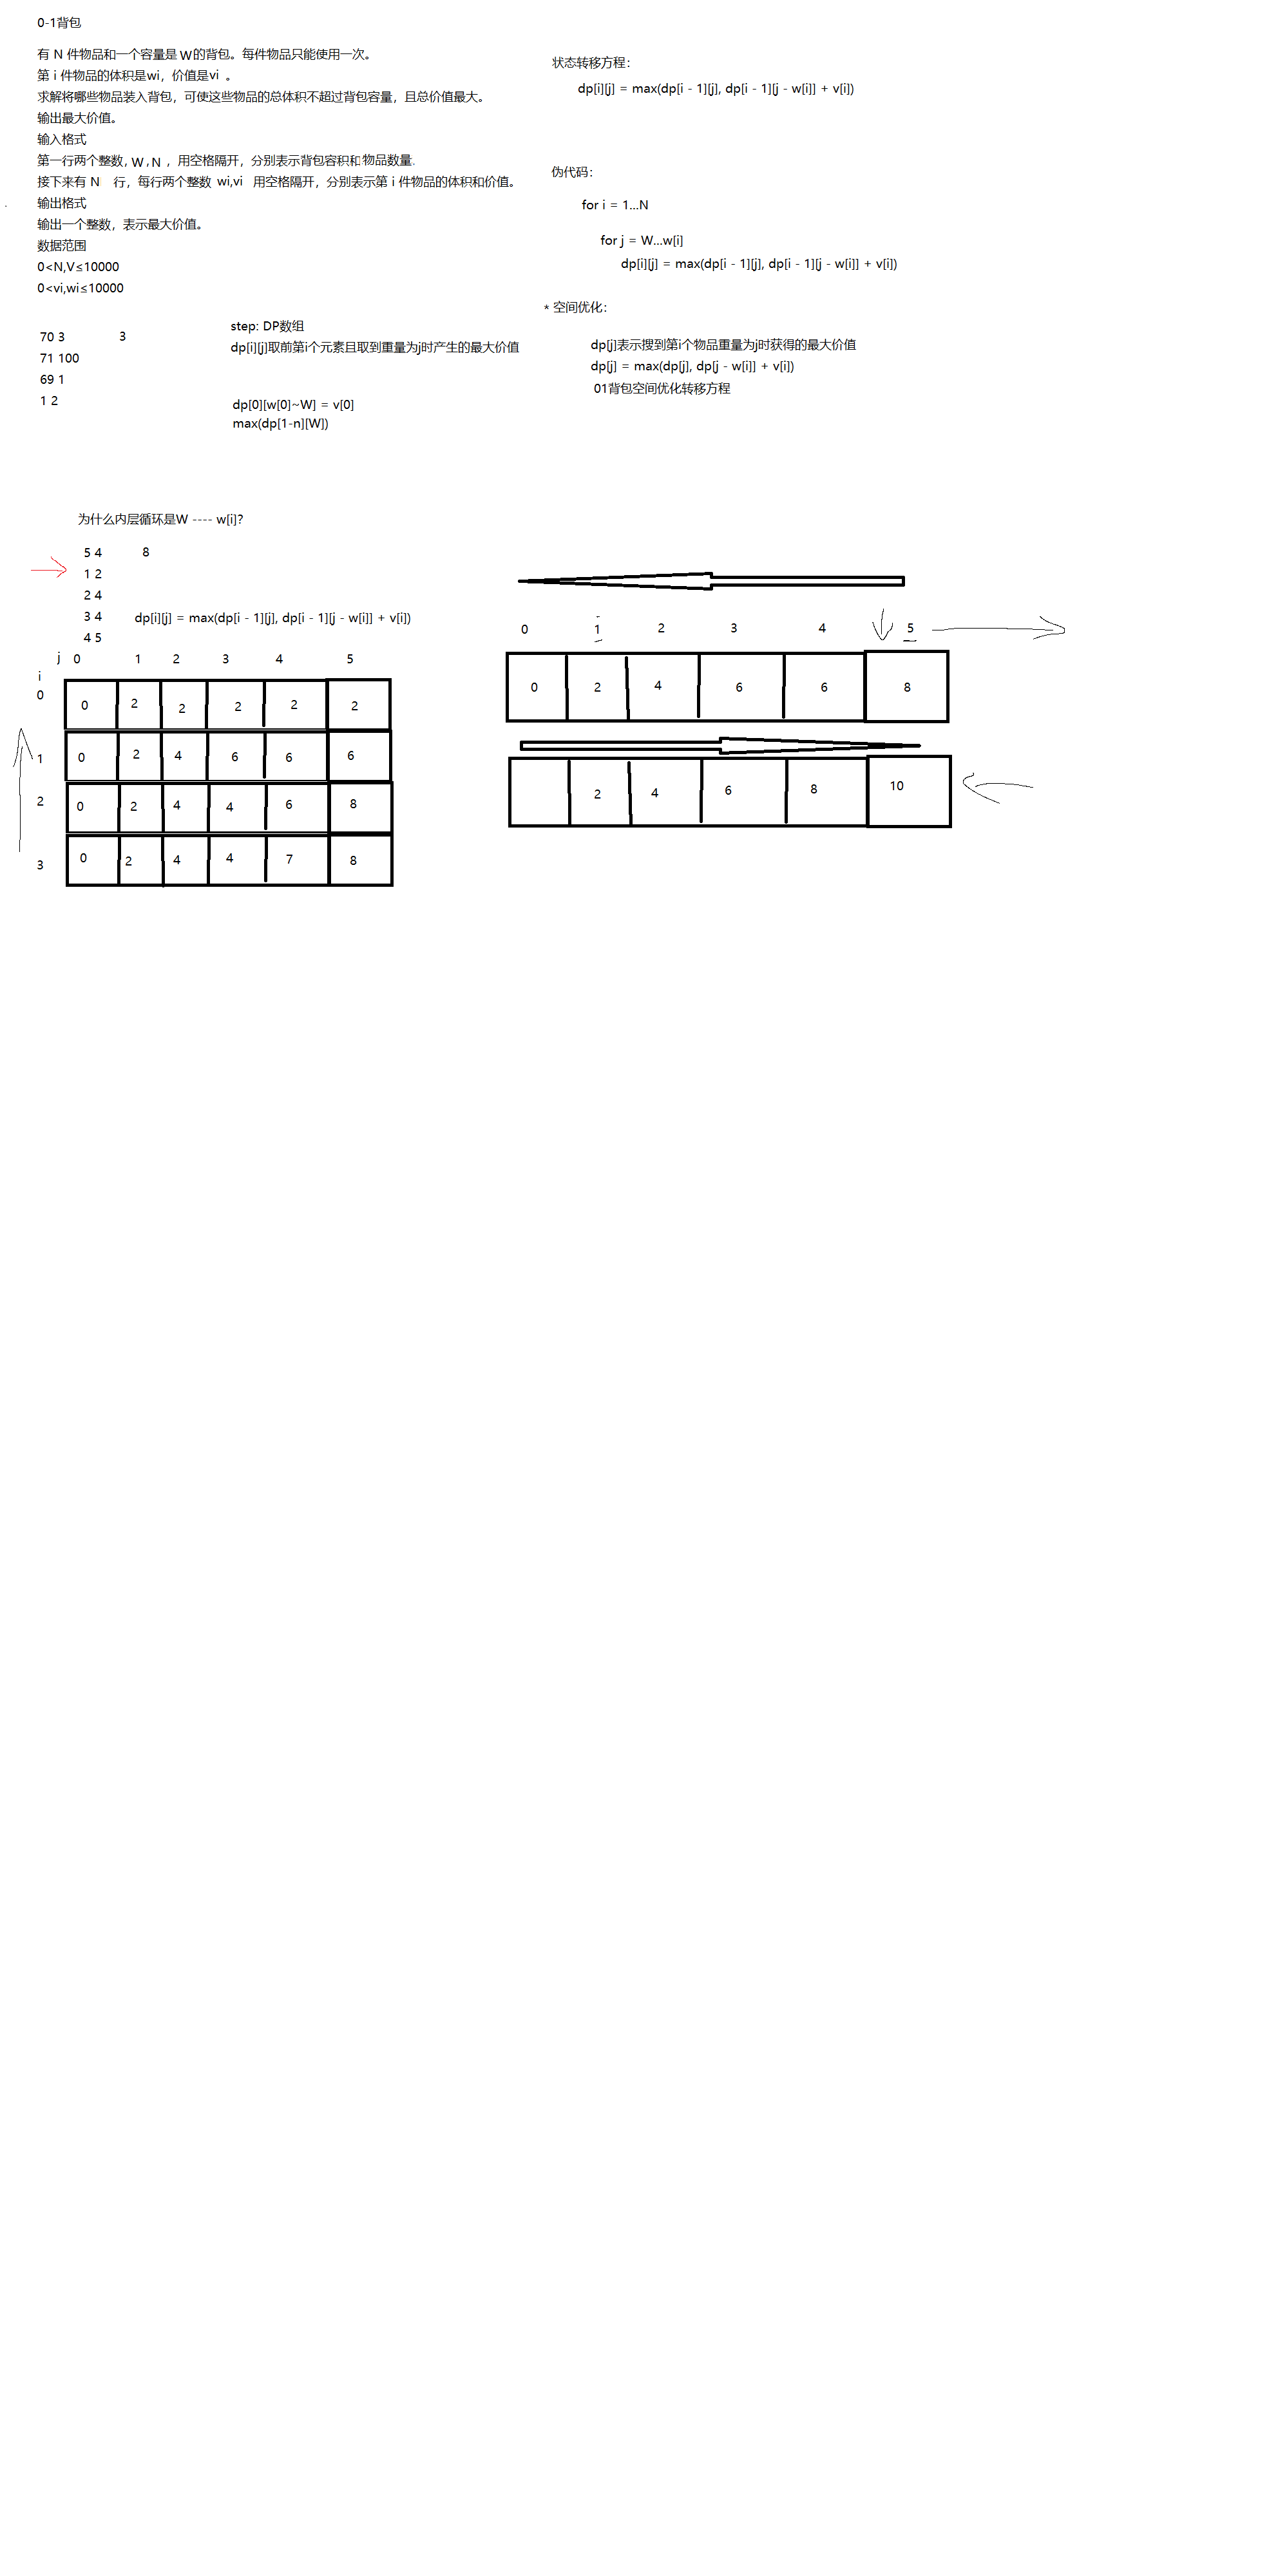 0-1背包
有 N 件物品和一个容量是 W的背包。每件物品只能使用一次。
第 i 件物品的体积是wi，价值是vi 。
求解将哪些物品装入背包，可使这些物品的总体积不超过背包容量，且总价值最大。
输出最大价值。
输入格式
第一行两个整数, W , N ，用空格隔开，分别表示背包容积和物品数量.
接下来有 N 行，每行两个整数 wi,vi 用空格隔开，分别表示第 i 件物品的体积和价值。
输出格式
输出一个整数，表示最大价值。
数据范围
0<N,V≤10000
0<vi,wi≤10000
70 3 3
71 100
69 1
1 2
step: DP数组
dp[i][j]取前第i个元素且取到重量为j时产生的最大价值
dp[0][w[0]~W] = v[0]
max(dp[1-n][W])
状态转移方程：
dp[i][j] = max(dp[i - 1][j], dp[i - 1][j - w[i]] + v[i])
伪代码：
for i = 1...N
for j = W...w[i]
dp[i][j] = max(dp[i - 1][j], dp[i - 1][j - w[i]] + v[i])
* 空间优化：
dp[j]表示搜到第i个物品重量为j时获得的最大价值
dp[j] = max(dp[j], dp[j - w[i]] + v[i])
01背包空间优化转移方程
为什么内层循环是W ---- w[i]?
5 4 8
1 2
2 4
3 4
4 5
dp[i][j] = max(dp[i - 1][j], dp[i - 1][j - w[i]] + v[i])
j 0 1 2 3 4 5
i
0 0 2 2 2 2 2
1 0 2 4 6 6 6
2 0 2 4 4 6 8
3 0 2 4 4 7 8
0 1 2 3 4 5
0 2 4 6 6 8
2 4 6 8 10